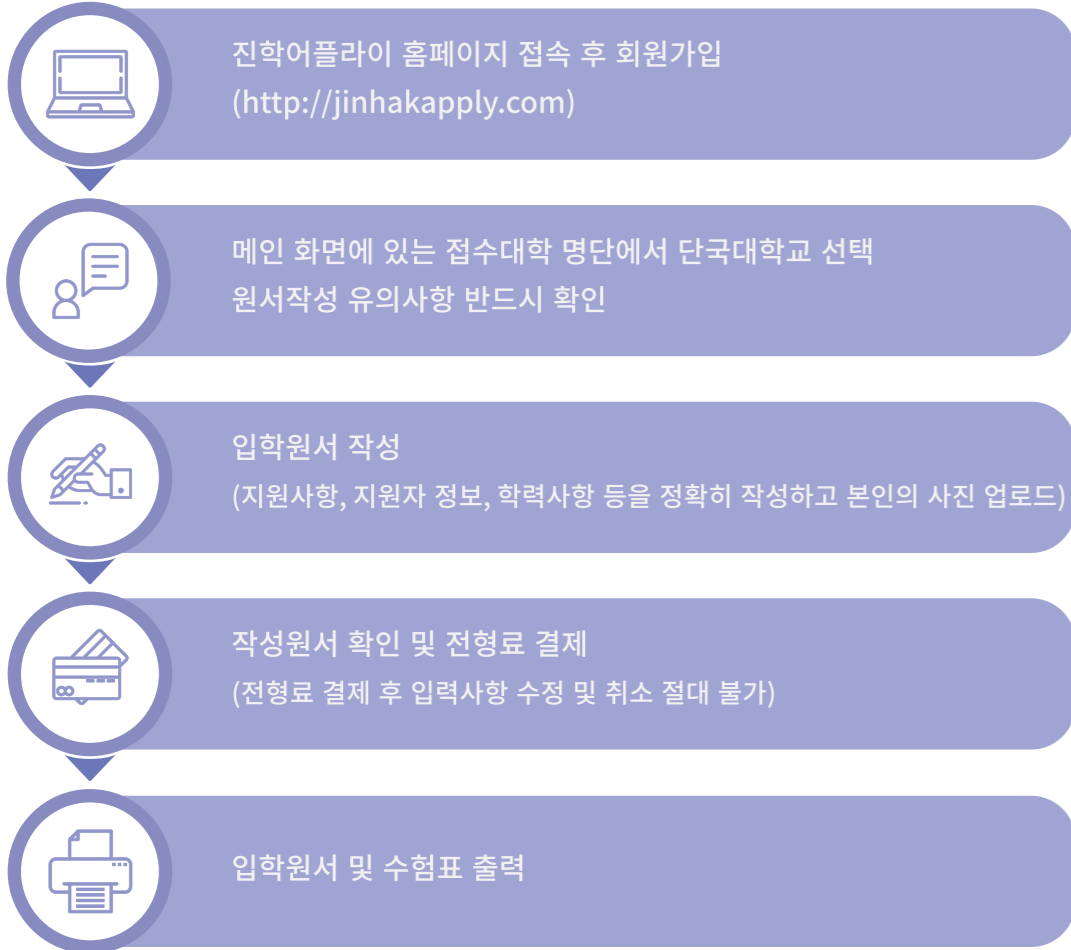 진학어플라이 홈페이지 접속 후 회원가입
(http://jinhakapply.com)
메인 화면에 있는 접수대학 명단에서 단국대학교 선택
원서작성 유의사항 반드시 확인
입학원서 작성
(지원사항, 지원자 정보, 학력사항 등을 정확히 작성하고 본인의 사진 업로드)
작성원서 확인 및 전형료 결제
(전형료 결제 후 입력사항 수정 및 취소 절대 불가)
입학원서 및 수험표 출력